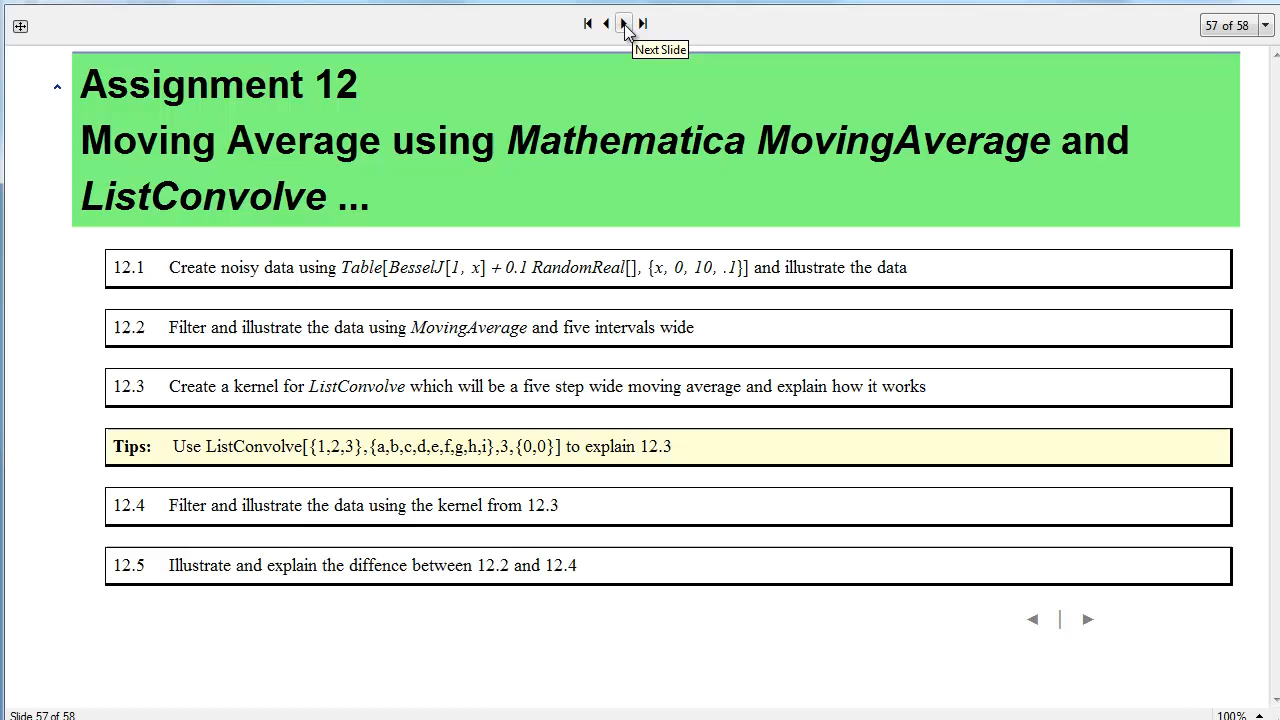 57 of 58
Next Slide
Assignment 12
Moving Average using Mathematica MovingAverage and
ListConvolve ...
12.1 Create noisy data using Table[BesselJ[1, x] + 0.1 RandomReal[], {x, 0, 10, .1}] and illustrate the data
12.2 Filter and illustrate the data using MovingAverage and five intervals wide
12.3 Create a kernel for ListConvolve which will be a five step wide moving average and explain how it works
Tips: Use ListConvolve[{1,2,3},{a,b,c,d,e,f,g,h,i},3,{0,0}] to explain 12.3
12.4 Filter and illustrate the data using the kernel from 12.3
12.5 Illustrate and explain the diffence between 12.2 and 12.4
Slide 57 of 58
100%